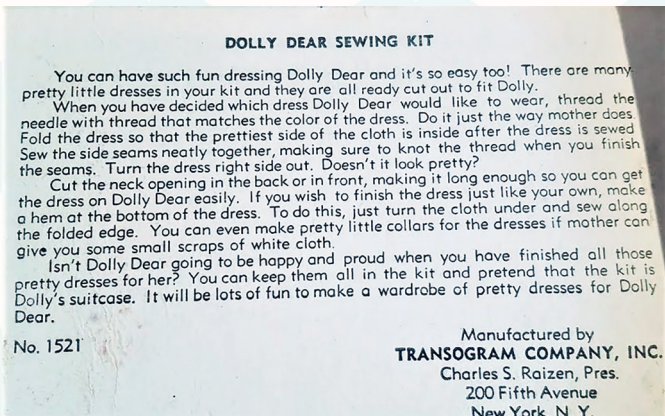 DOLLY DEAR SEWING KIT
You can have such fun dressing Dolly Dear and it's so easy too! There are many
pretty little dresses in your kit and they are all ready cut out to fit Dolly.
When you have decided which dress Dolly Dear would like to wear, thread the
needle with thread that matches the color of the dress. Do it just the way mother does.
Fold the dress so that the prettiest side of the cloth is inside after the dress is sewed
Sew the side seams neatly together, making sure to knot the thread when you finish
the seams. Turn the dress right side out. Doesn't it look pretty?
Cut the neck opening in the back or in front, making it long enough so you can get
the dress on Dolly Dear easily. If you wish to finish the dress just like your own, make
a hem at the bottom of the dress. To do this, just turn the cloth under and sew along
the folded edge. You can even make pretty little collars for the dresses if mother can
give you some small scraps of white cloth.
Isn't Dolly Dear going to be happy and proud when you have finished all those
pretty dresses for her? You can keep them all in the kit and pretend that the kit is
Dolly's suitcase. It will be lots of fun to make a wardrobe of pretty dresses for Dolly
Dear.
No. 1521
Manufactured by
TRANSOGRAM COMPANY, INC.
Charles S. Raizen, Pres.
200 Fifth Avenue
New York, N. Y.